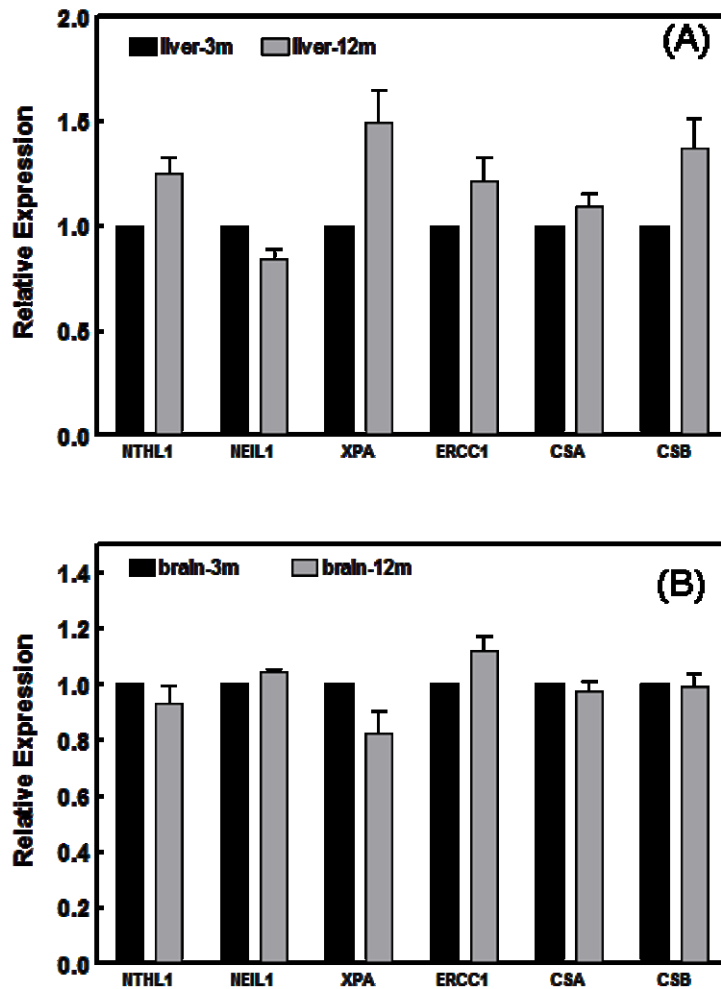 (A)
liver-3m liver-12m
Relative Expression
2.0
1.5
1.0
0.5
0.0
NTHL1 NEIL1 XPA ERCC1 CSA CSB
(B)
brain-3m brain-12m
Relative Expression
1.4
1.2
1.0
0.8
0.6
0.4
0.2
0.0
NTHL1 NEIL1 XPA ERCC1 CSA CSB